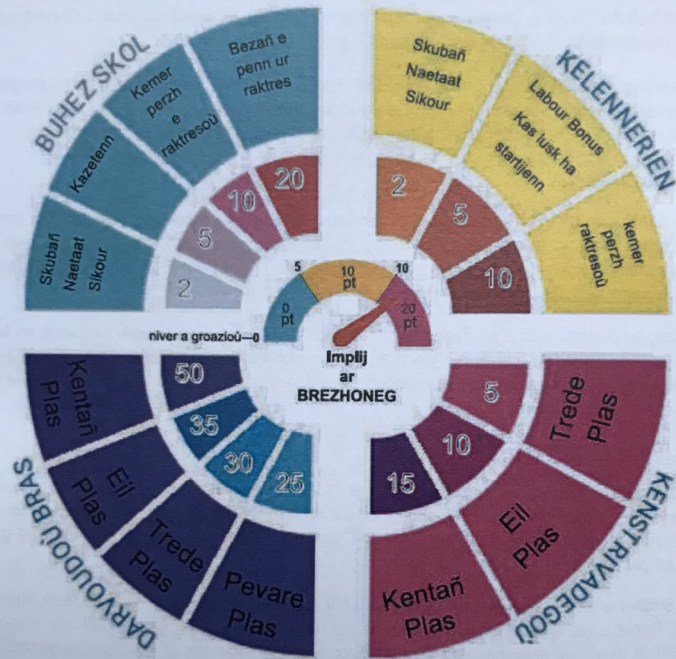 BUHEZ SKOL
Skubañ
Naetaat
Sikour
2
Kazetenn
5
Kemer
perzh
e
raktresoù
10
Bezañ e
penn ur
raktres
20
KELENNERIEN
Skubañ
Naetaat
Sikour
2
Labour Bonus
Kas lusk ha
startijenn
5
kemer
perzh
raktresoù
10
niver a groazioù—0
5
10
0
pt
10
pt
20
pt
Implij
ar
BREZHONEG
DARVOUDOÙ BRAS
Kentañ
Plas
50
Eil
Plas
35
Trede
Plas
30
Pevare
Plas
25
KENSTRIVADEGOÙ
Trede
Plas
5
Eil
Plas
10
Kentañ
Plas
15